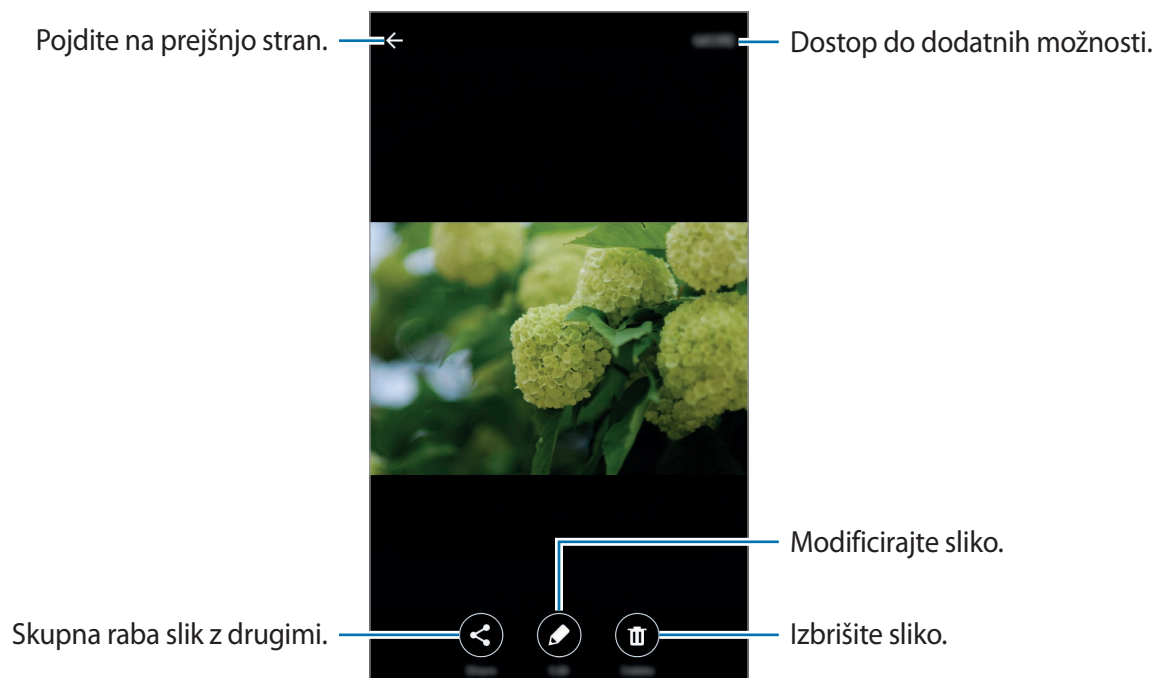 Pojdite na prejšnjo stran.
Dostop do dodatnih možnosti.
Modificirajte sliko.
Skupna raba slik z drugimi.
Izbrišite sliko.